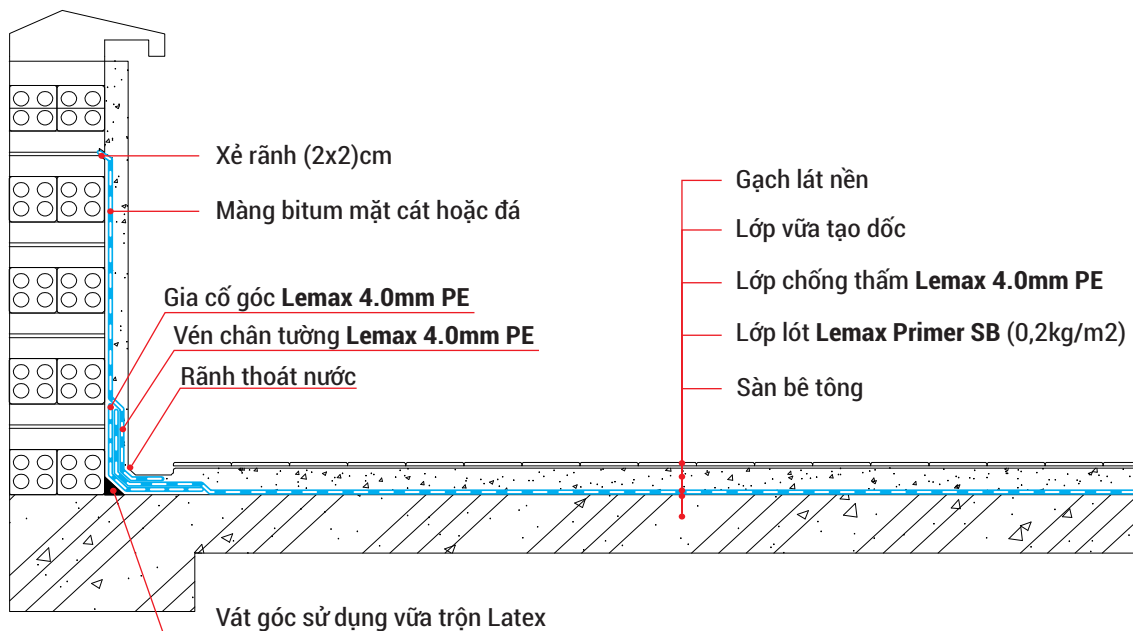 Xẻ rãnh (2x2)cm
Màng bitum mặt cát hoặc đá
Gia cố góc Lemax 4.0mm PE
Vén chân tường Lemax 4.0mm PE
Rãnh thoát nước
Gạch lát nền
Lớp vữa tạo dốc
Lớp chống thấm Lemax 4.0mm PE
Lớp lót Lemax Primer SB (0,2kg/m2)
Sàn bê tông
Vát góc sử dụng vữa trộn Latex